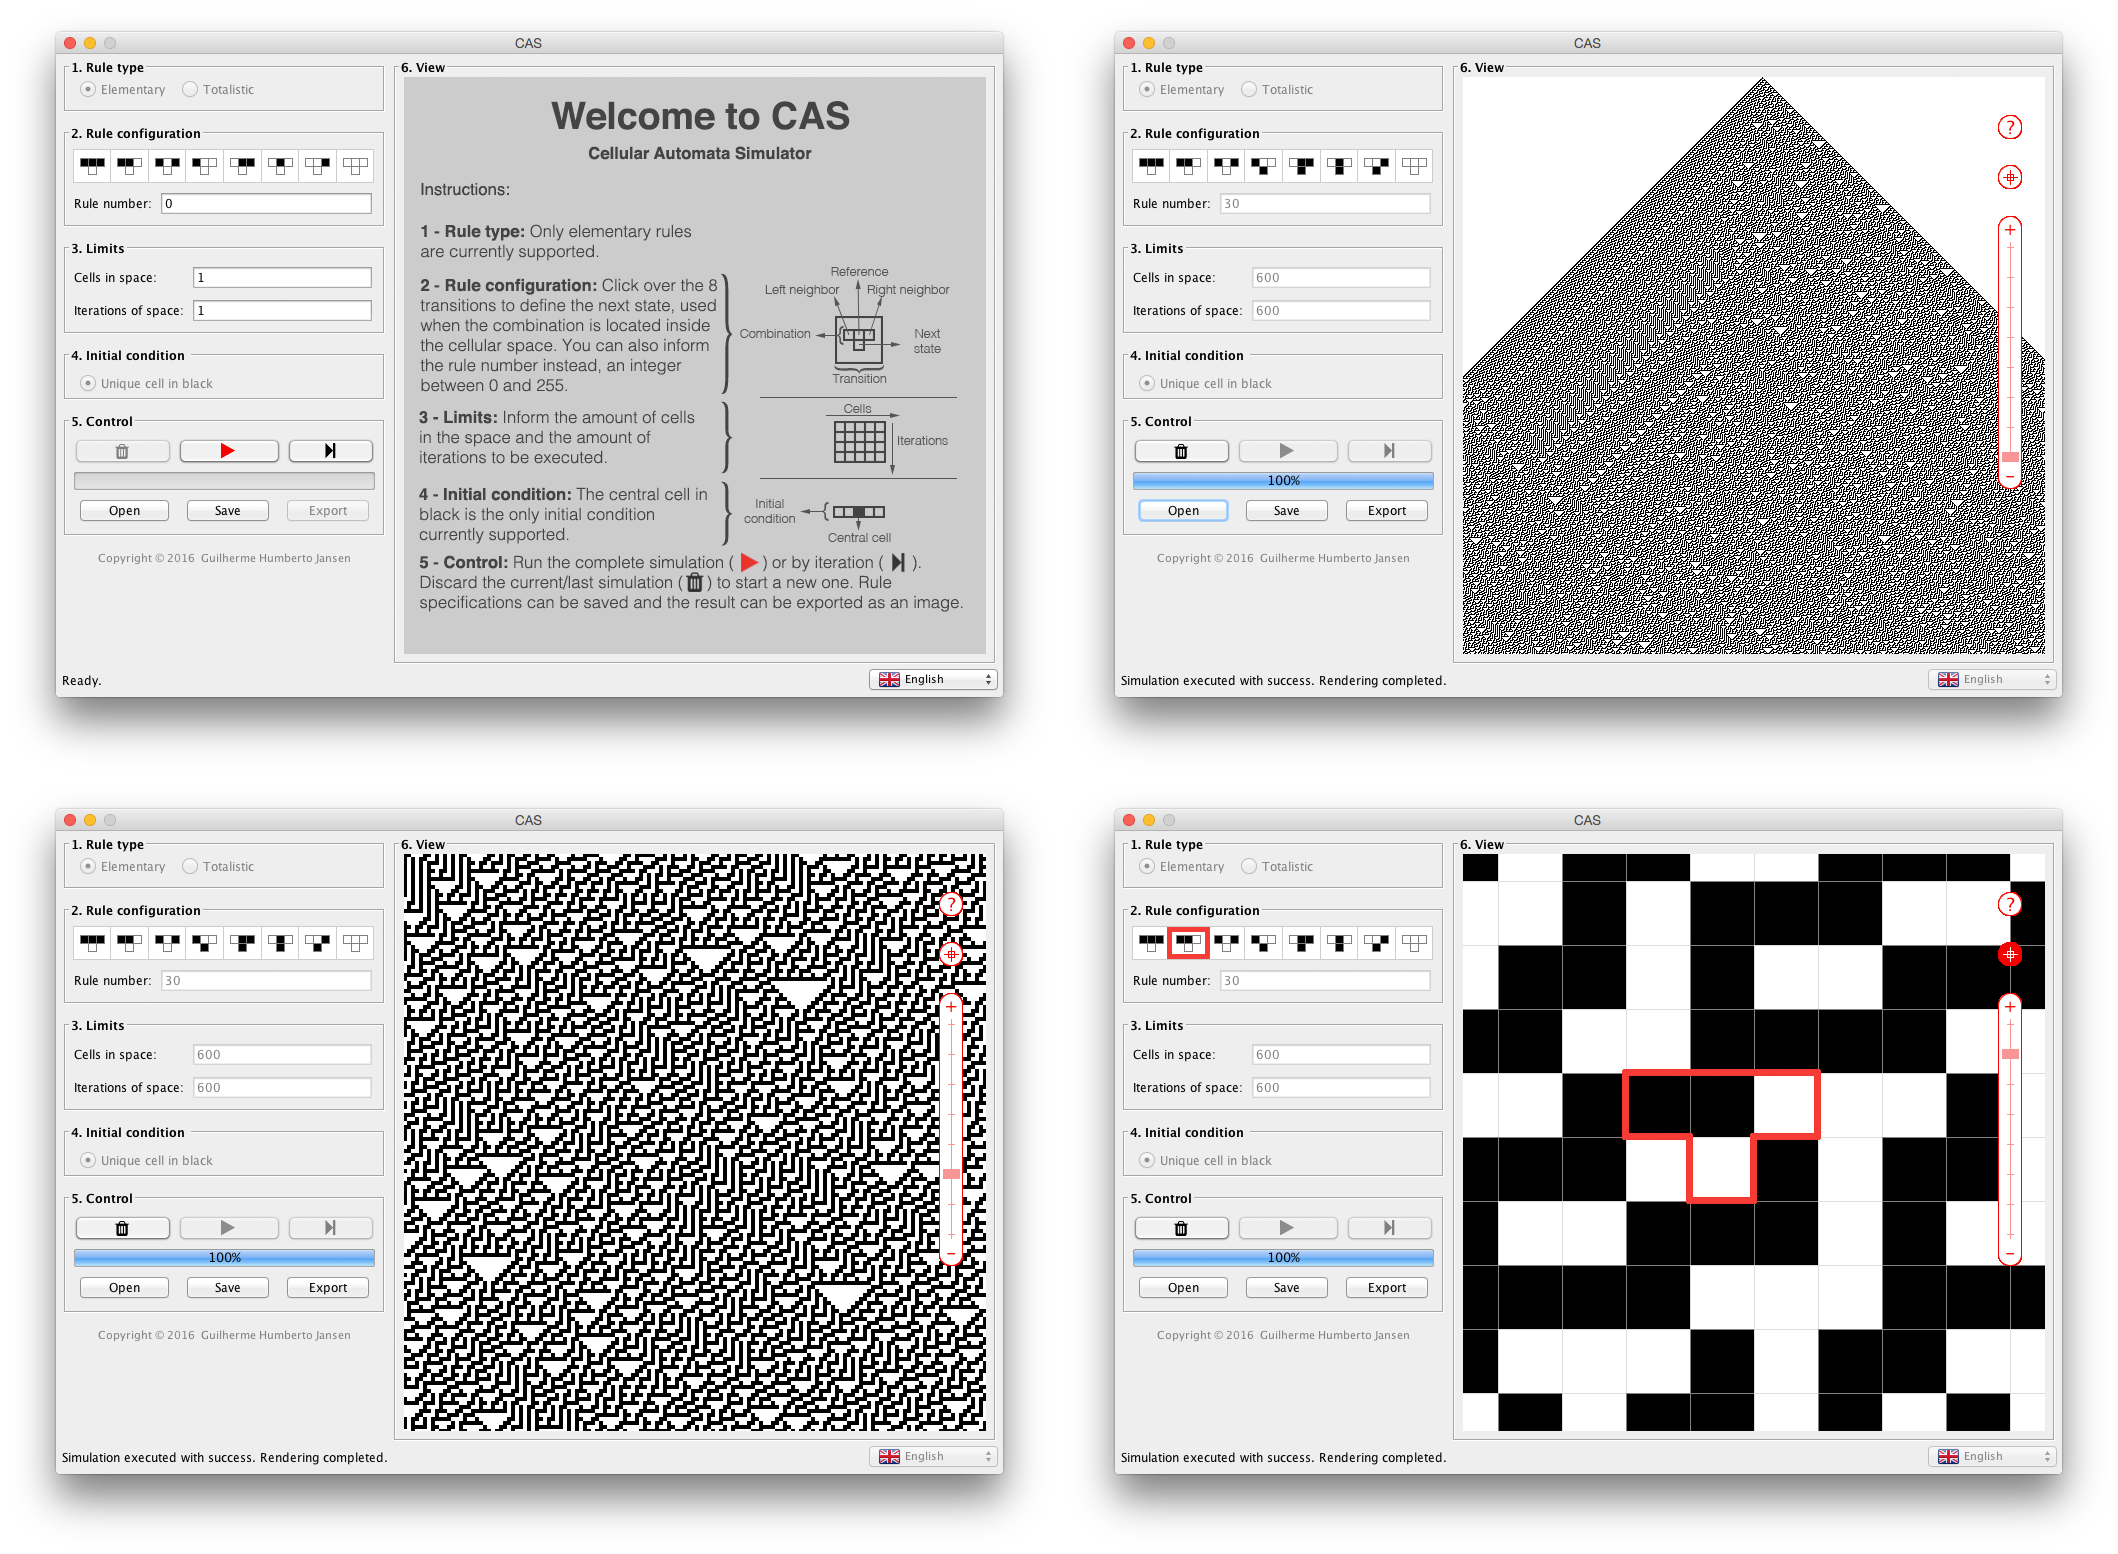 CAS
1. Rule type
Elementary
Totalistic
2. Rule configuration
Rule number: 0
3. Limits
Cells in space: 1
Iterations of space: 1
4. Initial condition
Unique cell in black
5. Control
Open
Save
Export
Copyright © 2016 Guilherme Humberto Jansen
6. View
Welcome to CAS
Cellular Automata Simulator
Instructions:
1 - Rule type: Only elementary rules
are currently supported.
2 - Rule configuration: Click over the 8
transitions to define the next state, used
when the combination is located inside
the cellular space. You can also inform
the rule number instead, an integer
between 0 and 255.
Reference
Left neighbor
Right neighbor
Combination
Next
state
Transition
3 - Limits: Inform the amount of cells
in the space and the amount of
iterations to be executed.
Cells
Iterations
4 - Initial condition: The central cell in
black is the only initial condition
currently supported.
Initial
condition
Central cell
5 - Control: Run the complete simulation ( ) or by iteration ( ).
Discard the current/last simulation ( ) to start a new one. Rule
specifications can be saved and the result can be exported as an image.
Ready.
English
CAS
1. Rule type
Elementary
Totalistic
2. Rule configuration
Rule number: 30
3. Limits
Cells in space: 600
Iterations of space: 600
4. Initial condition
Unique cell in black
5. Control
100%
Open
Save
Export
Copyright © 2016 Guilherme Humberto Jansen
6. View
?
+
−
Simulation executed with success. Rendering completed.
English
CAS
1. Rule type
Elementary
Totalistic
2. Rule configuration
Rule number: 30
3. Limits
Cells in space: 600
Iterations of space: 600
4. Initial condition
Unique cell in black
5. Control
100%
Open
Save
Export
Copyright © 2016 Guilherme Humberto Jansen
6. View
?
+
−
Simulation executed with success. Rendering completed.
English
CAS
1. Rule type
Elementary
Totalistic
2. Rule configuration
Rule number: 30
3. Limits
Cells in space: 600
Iterations of space: 600
4. Initial condition
Unique cell in black
5. Control
100%
Open
Save
Export
Copyright © 2016 Guilherme Humberto Jansen
6. View
?
+
−
Simulation executed with success. Rendering completed.
English